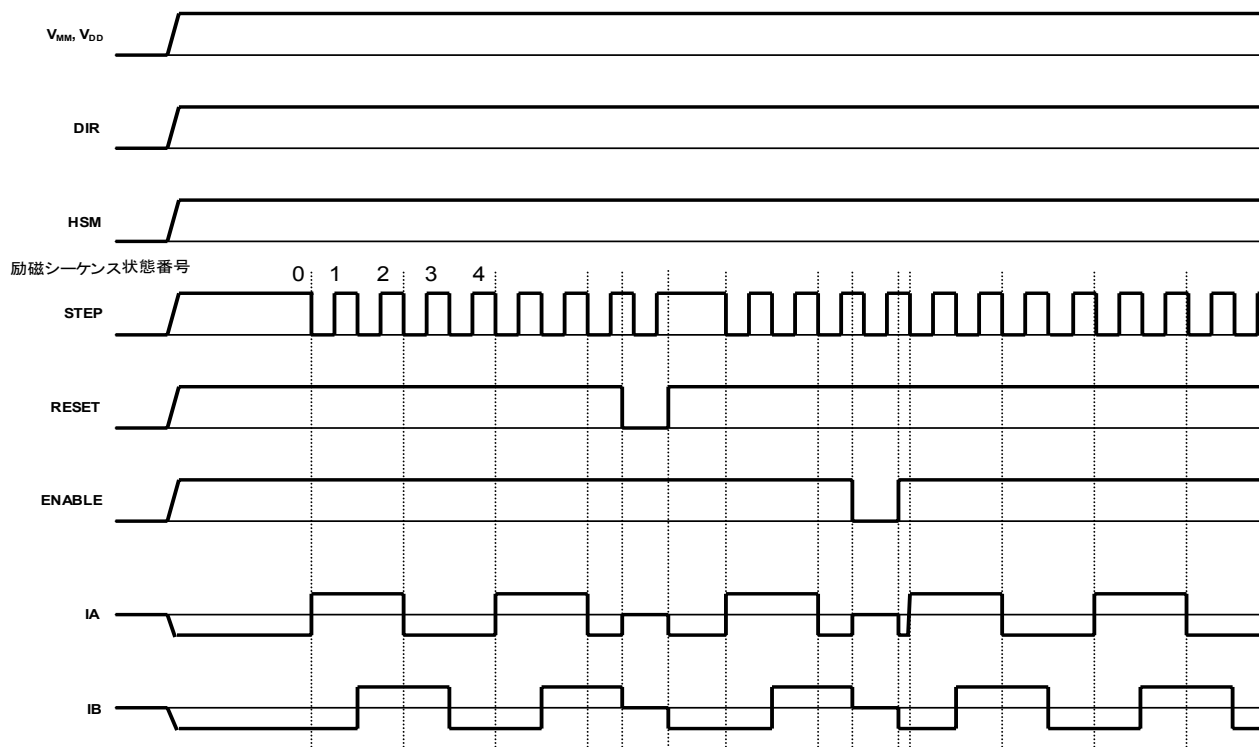 VMM, VDD
DIR
HSM
励磁シーケンス状態番号
0 1 2 3 4
STEP
RESET
ENABLE
IA
IB